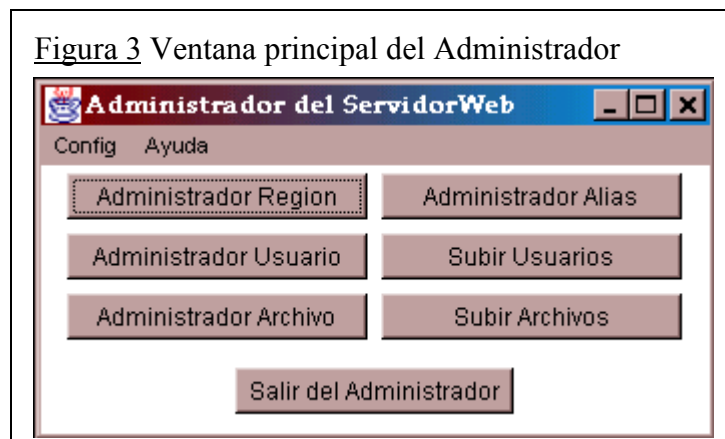 Figura 3 Ventana principal del Administrador
Administrador del ServidorWeb
Config Ayuda
Administrador Region Administrador Alias
Administrador Usuario Subir Usuarios
Administrador Archivo Subir Archivos
Salir del Administrador